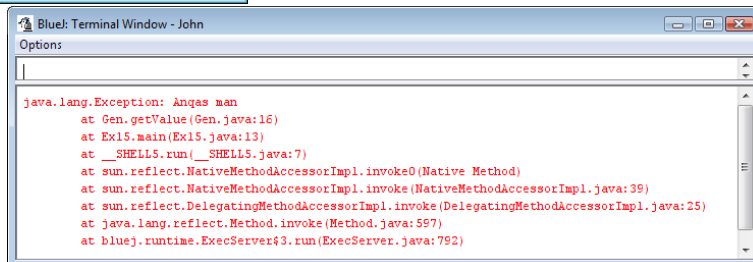 BlueJ: Terminal Window - John
Options
java.lang.Exception: Anqas man
at Gen.getValue(Gen.java:16)
at Ex15.main(Ex15.java:13)
at __SHELL5.run(__SHELL5.java:7)
at sun.reflect.NativeMethodAccessorImpl.invoke0(Native Method)
at sun.reflect.NativeMethodAccessorImpl.invoke(NativeMethodAccessorImpl.java:39)
at sun.reflect.DelegatingMethodAccessorImpl.invoke(DelegatingMethodAccessorImpl.java:25)
at java.lang.reflect.Method.invoke(Method.java:597)
at bluej.runtime.ExecServer$3.run(ExecServer.java:792)